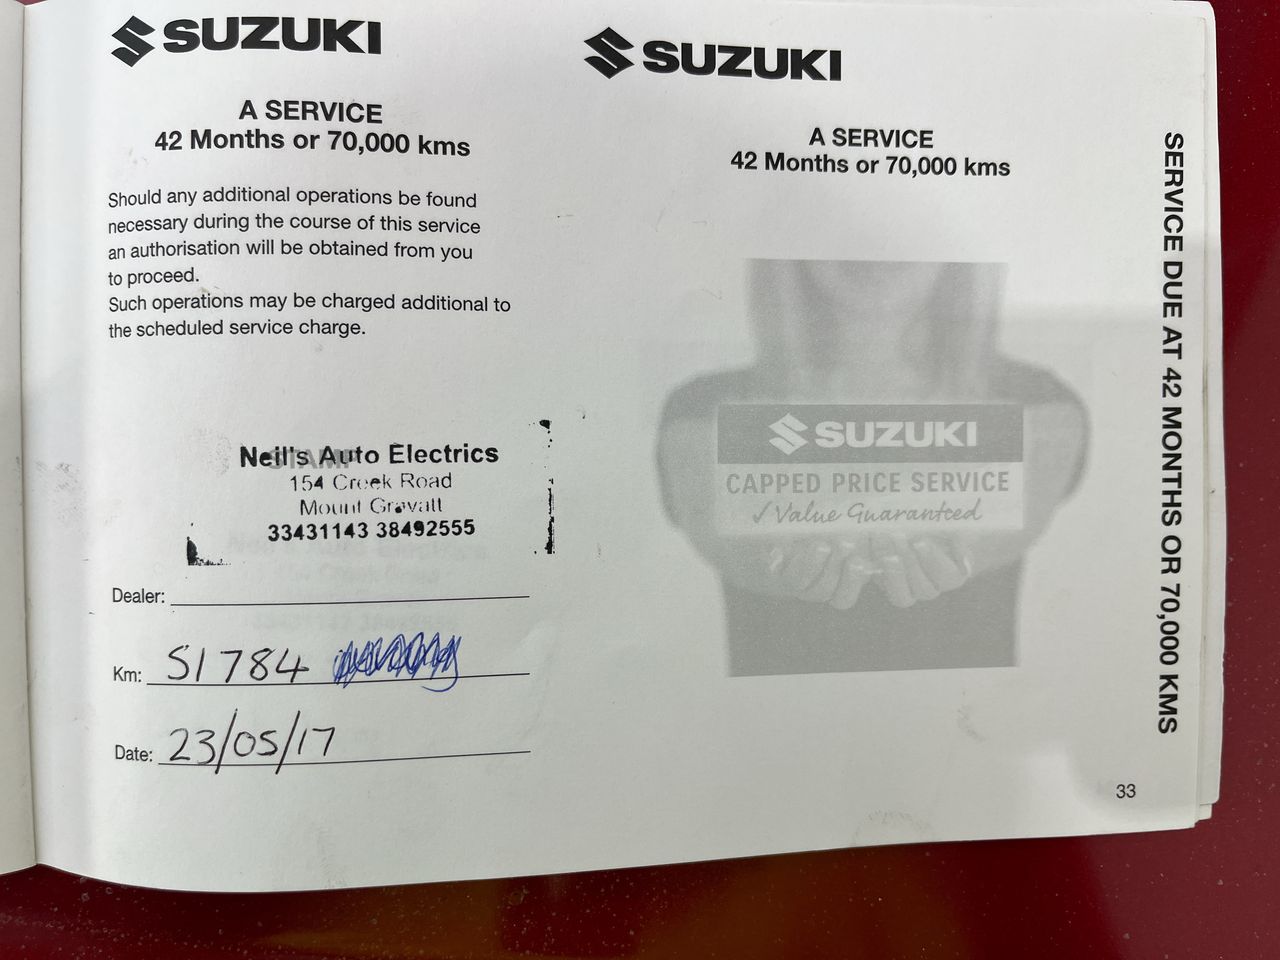 SUZUKI
A SERVICE
42 Months or 70,000 kms
Should any additional operations be found
necessary during the course of this service
an authorisation will be obtained from you
to proceed.
Such operations may be charged additional to
the scheduled service charge.
STAMP
Neil's Auto Electrics
154 Creek Road
Mount Gravatt
33431143 38492555
Dealer:
Km: 51784
Date: 23/05/17
SUZUKI
A SERVICE
42 Months or 70,000 kms
SUZUKI
CAPPED PRICE SERVICE
✓Value Guaranteed
33
SERVICE DUE AT 42 MONTHS OR 70,000 KMS